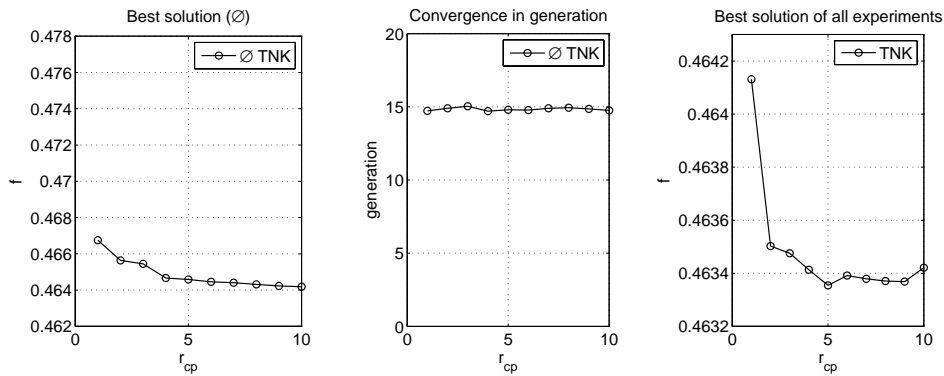 Best solution (∅)
0.478
0.476
0.474
0.472
0.47
0.468
0.466
0.464
0.462
f
0
5
10
r_cp
∅ TNK
Convergence in generation
20
15
10
5
0
generation
0
5
10
r_cp
∅ TNK
Best solution of all experiments
0.4642
0.464
0.4638
0.4636
0.4634
0.4632
f
0
5
10
r_cp
TNK